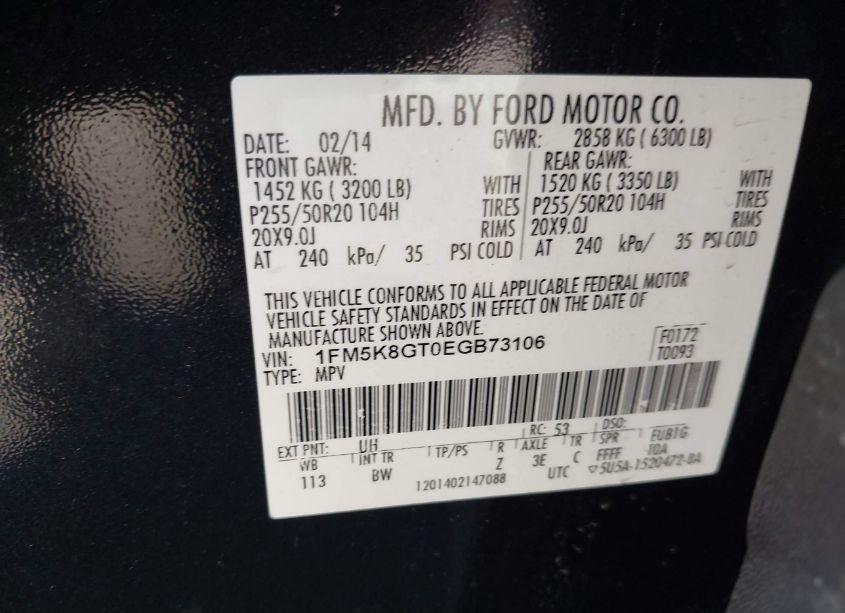 MFD. BY FORD MOTOR CO.
DATE: 02/14 GVWR: 2858 KG ( 6300 LB)
FRONT GAWR: REAR GAWR:
1452 KG ( 3200 LB) WITH 1520 KG ( 3350 LB) WITH
P255/50R20 104H TIRES P255/50R20 104H TIRES
20X9.0J RIMS 20X9.0J RIMS
AT 240 kPa/ 35 PSI COLD AT 240 kPa/ 35 PSI COLD
THIS VEHICLE CONFORMS TO ALL APPLICABLE FEDERAL MOTOR
VEHICLE SAFETY STANDARDS IN EFFECT ON THE DATE OF
MANUFACTURE SHOWN ABOVE.
VIN: 1FM5K8GT0EGB73106 F0172
TYPE: MPV T0093
EXT PNT: UH RC: 53 DSO:
WB INT TR TP/PS R AXLE TR SPR EUB1G
113 BW Z 3E C FFFF TOA
1201402147088 UTC 5U5A-1520472-BA